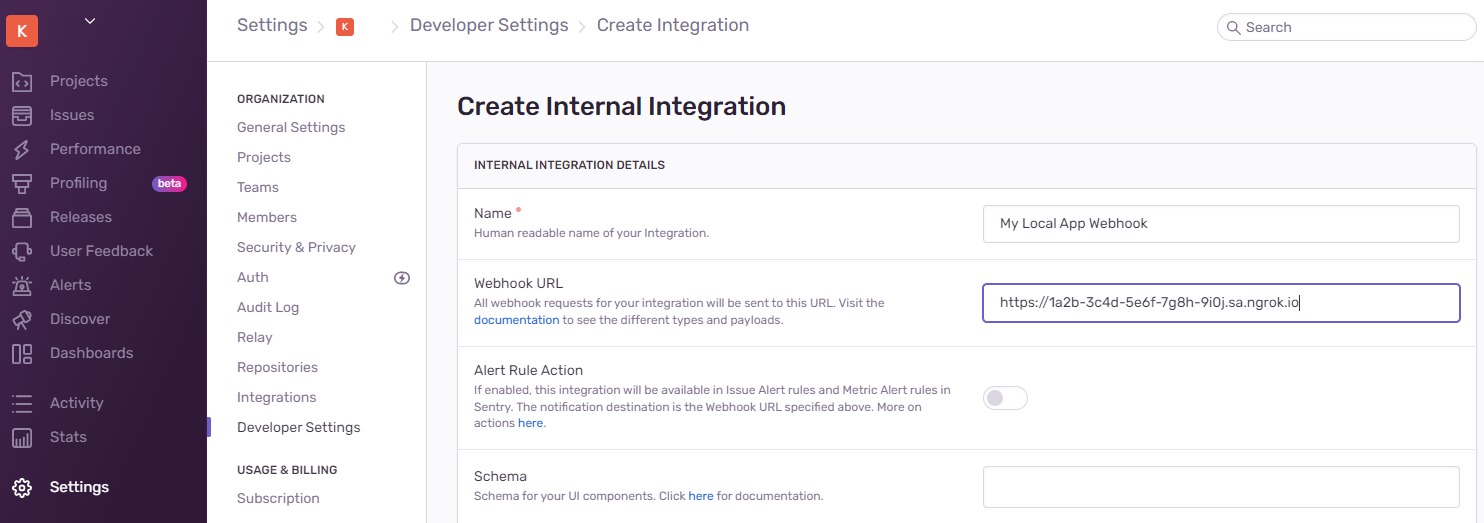 K
Projects
Issues
Performance
Profiling beta
Releases
User Feedback
Alerts
Discover
Dashboards
Activity
Stats
Settings
Settings K Developer Settings Create Integration
Search
ORGANIZATION
General Settings
Projects
Teams
Members
Security & Privacy
Auth
Audit Log
Relay
Repositories
Integrations
Developer Settings
USAGE & BILLING
Subscription
Create Internal Integration
INTERNAL INTEGRATION DETAILS
Name *
Human readable name of your Integration.
My Local App Webhook
Webhook URL
All webhook requests for your integration will be sent to this URL. Visit the
documentation to see the different types and payloads.
https://1a2b-3c4d-5e6f-7g8h-9i0j.sa.ngrok.io
Alert Rule Action
If enabled, this integration will be available in Issue Alert rules and Metric Alert rules in
Sentry. The notification destination is the Webhook URL specified above. More on
actions here.
Schema
Schema for your UI components. Click here for documentation.